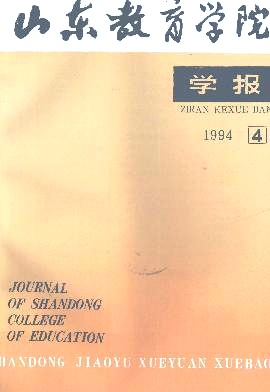 山东教育学院
学报
ZIRAN KEXUE BAN
1994 4
JOURNAL
OF SHANDONG
COLLEGE
OF EDUCATION
HANDONG JIAOYU XUEYUAN XUEBAO